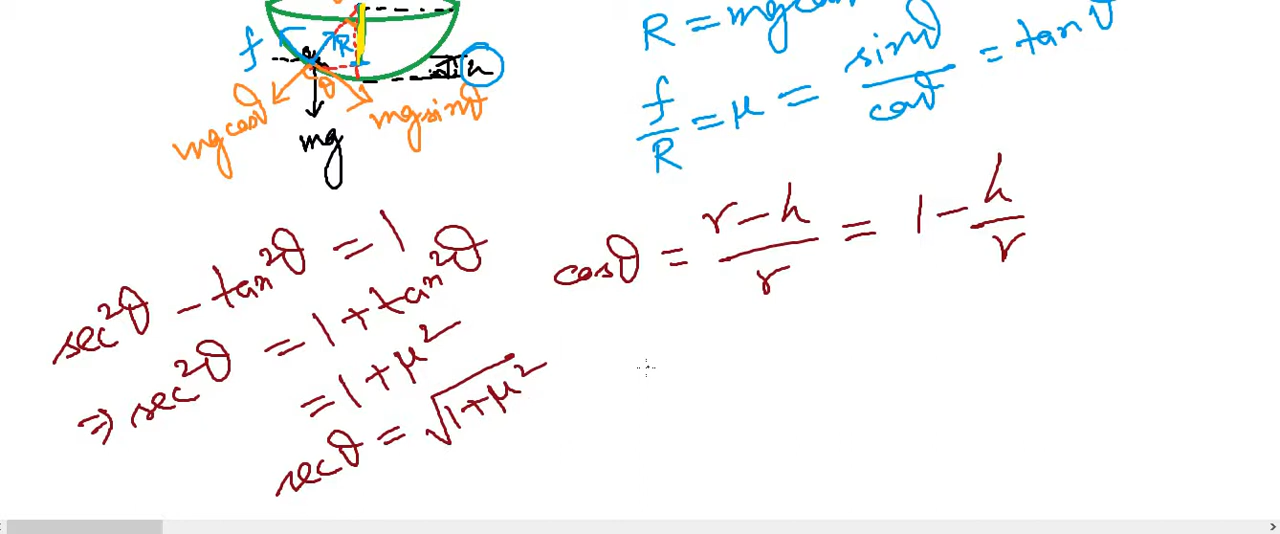 R = mg cosθ
f/R = μ = sinθ/cosθ = tanθ
f
R
h
θ
mg cosθ
mg sinθ
mg
sec²θ - tan²θ = 1
⇒ sec²θ = 1 + tan²θ
= 1 + μ²
secθ = √(1+μ²)
cosθ = (r-h)/r = 1 - h/r